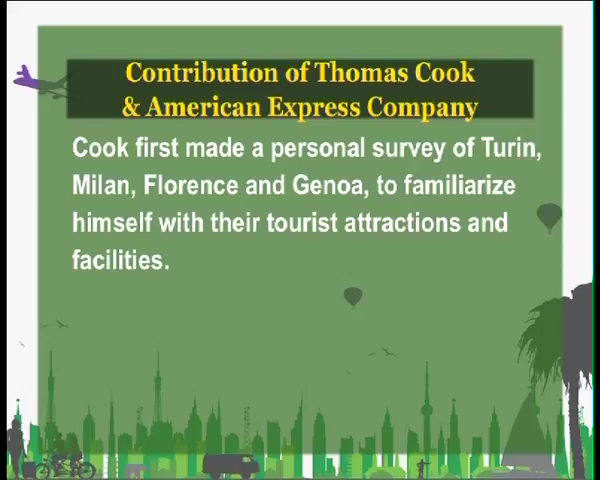 Contribution of Thomas Cook
& American Express Company
Cook first made a personal survey of Turin,
Milan, Florence and Genoa, to familiarize
himself with their tourist attractions and
facilities.